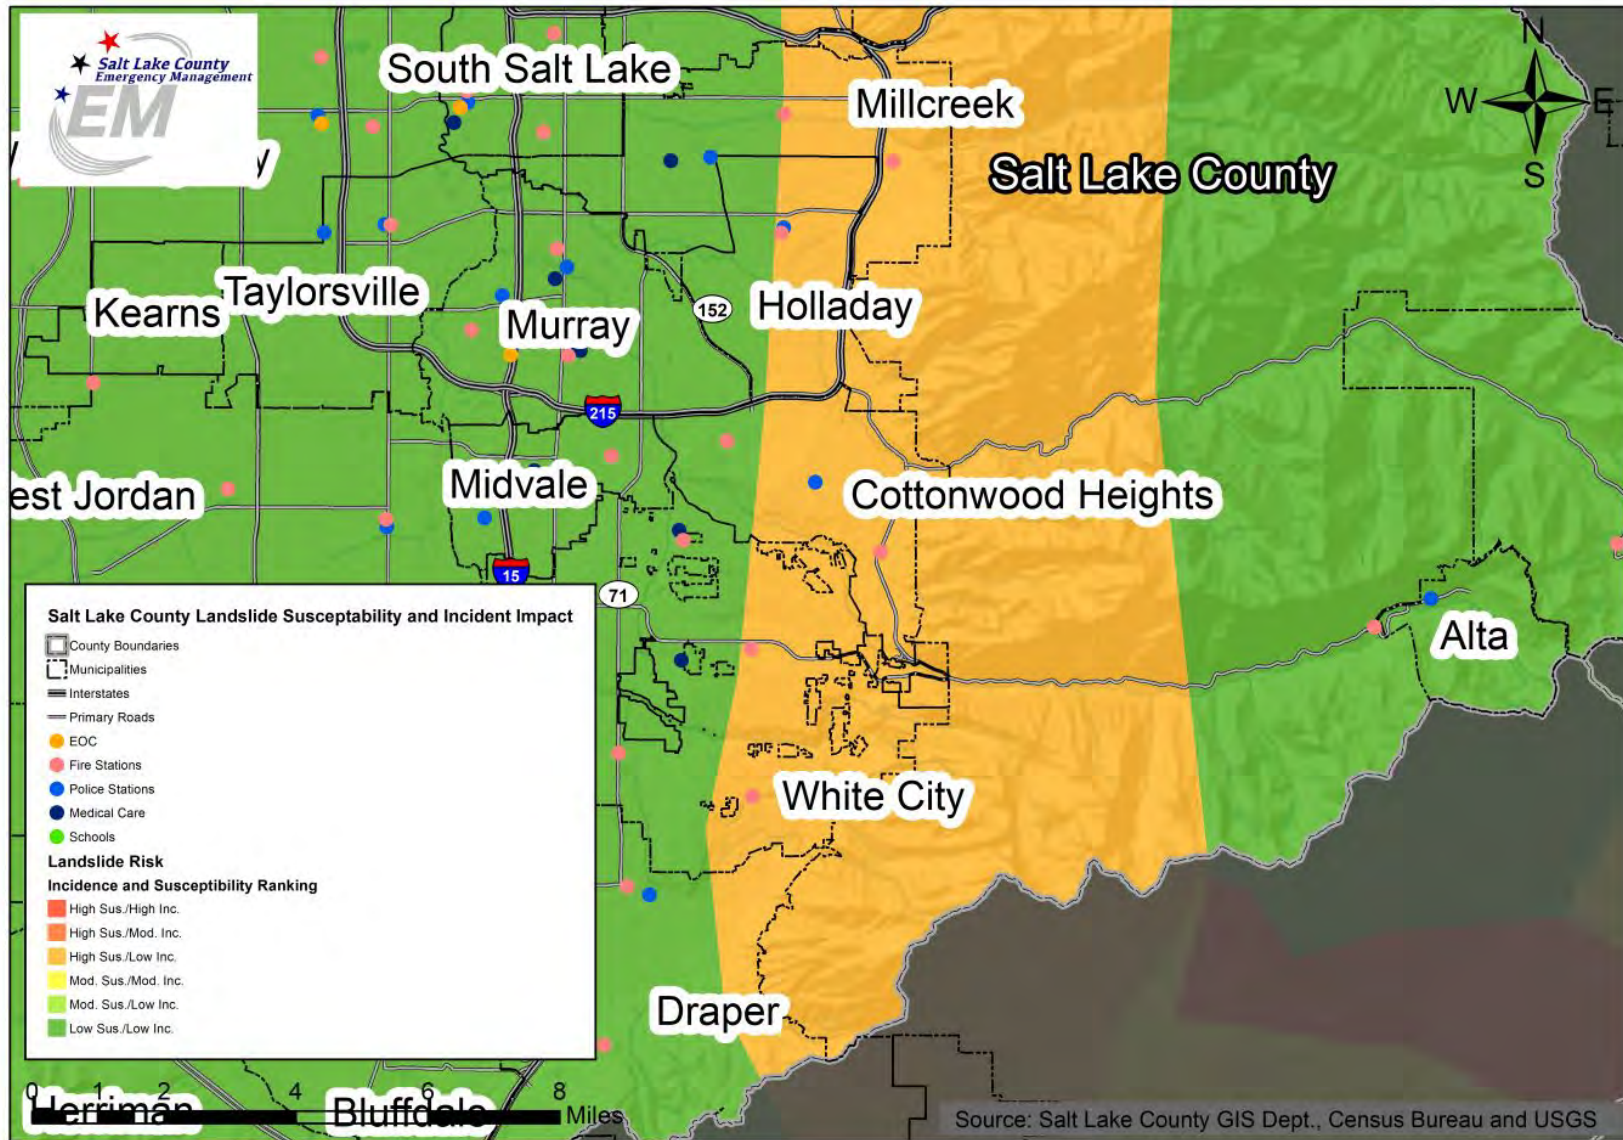 Salt Lake County
Emergency Management
EM
South Salt Lake
Millcreek
N
W
E
S
Salt Lake County
y
Kearns
Taylorsville
Murray
152
Holladay
215
est Jordan
Midvale
Cottonwood Heights
15
71
Alta
White City
Draper
Salt Lake County Landslide Susceptability and Incident Impact
County Boundaries
Municipalities
Interstates
Primary Roads
EOC
Fire Stations
Police Stations
Medical Care
Schools
Landslide Risk
Incidence and Susceptibility Ranking
High Sus./High Inc.
High Sus./Mod. Inc.
High Sus./Low Inc.
Mod. Sus./Mod. Inc.
Mod. Sus./Low Inc.
Low Sus./Low Inc.
0 1 2 4 6 8
Miles
Herriman
Bluffdale
Source: Salt Lake County GIS Dept., Census Bureau and USGS